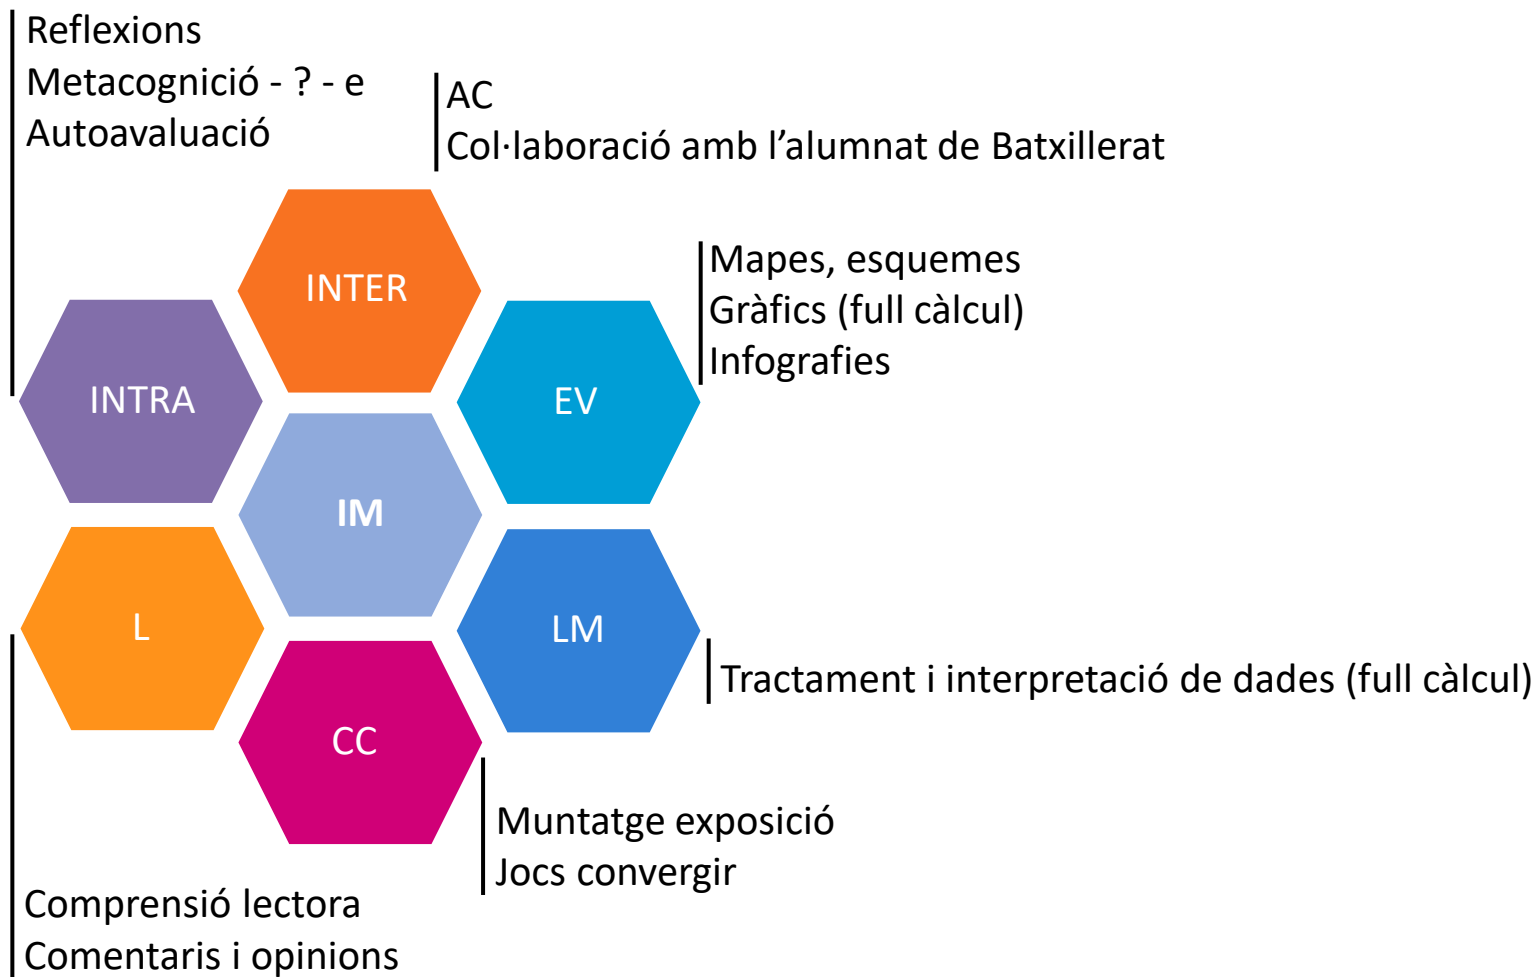 Reflexions
Metacognició - ? - e
Autoavaluació
AC
Col·laboració amb l’alumnat de Batxillerat
INTER
Mapes, esquemes
Gràfics (full càlcul)
Infografies
INTRA
EV
IM
L
LM
Tractament i interpretació de dades (full càlcul)
CC
Muntatge exposició
Jocs convergir
Comprensió lectora
Comentaris i opinions